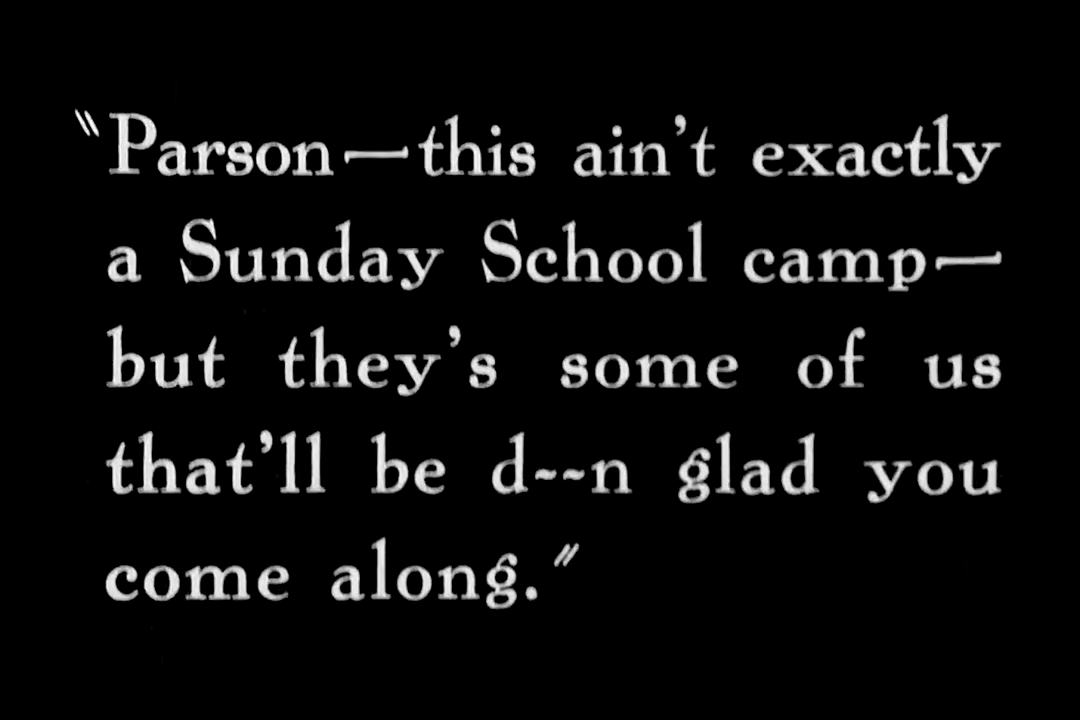 "Parson—this ain't exactly
a Sunday School camp—
but they's some of us
that'll be d--n glad you
come along."